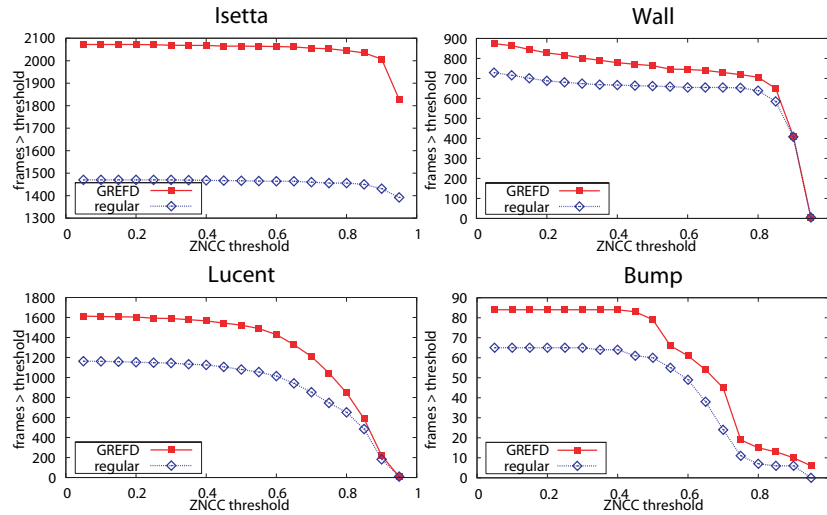 Isetta
frames > threshold
2100
2000
1900
1800
1700
1600
1500
1400
1300
GREFD
regular
0 0.2 0.4 0.6 0.8 1
ZNCC threshold
Wall
frames > threshold
900
800
700
600
500
400
300
200
100
0
GREFD
regular
0 0.2 0.4 0.6 0.8
ZNCC threshold
Lucent
frames > threshold
1800
1600
1400
1200
1000
800
600
400
200
0
GREFD
regular
0 0.2 0.4 0.6 0.8 1
ZNCC threshold
Bump
frames > threshold
90
80
70
60
50
40
30
20
10
0
GREFD
regular
0 0.2 0.4 0.6 0.8
ZNCC threshold